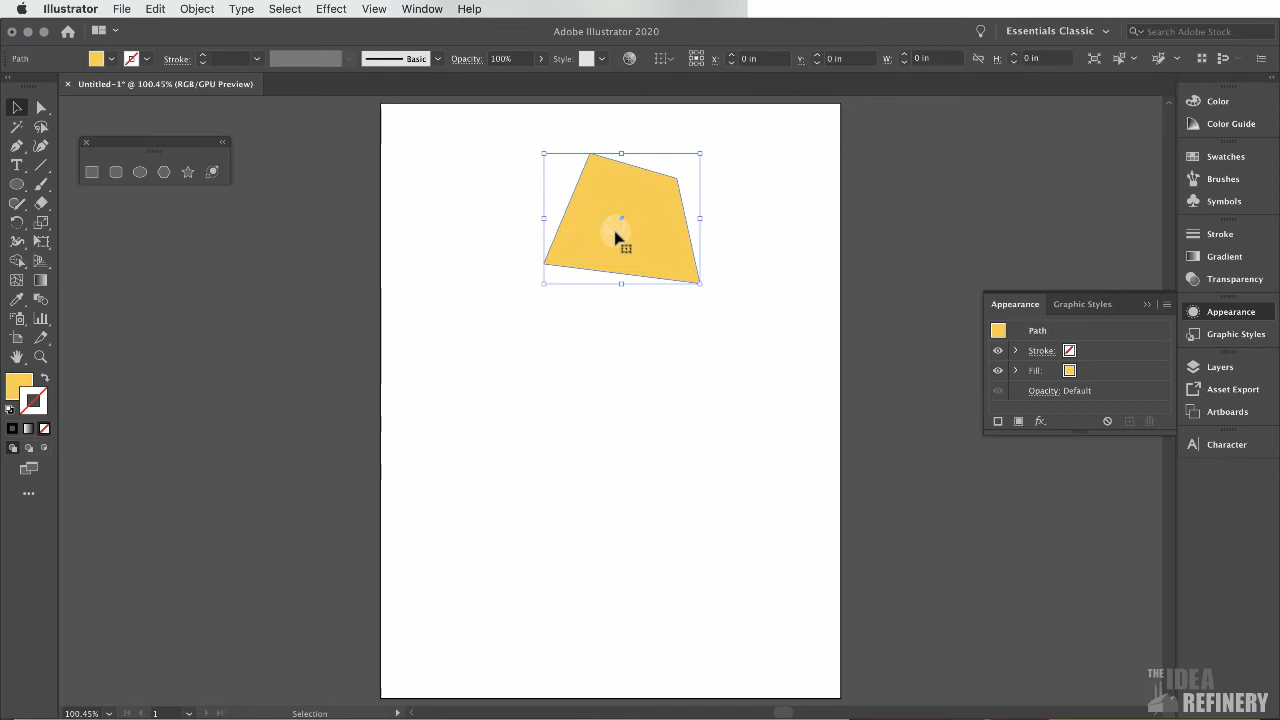 Illustrator File Edit Object Type Select Effect View Window Help
Adobe Illustrator 2020
Essentials Classic
Search Adobe Stock
Path
Stroke:
Basic
Opacity: 100%
Style:
X: 0 in
Y: 0 in
W: 0 in
H: 0 in
Untitled-1* @ 100.45% (RGB/GPU Preview)
Color
Color Guide
Swatches
Brushes
Symbols
Stroke
Gradient
Transparency
Appearance
Graphic Styles
Layers
Asset Export
Artboards
Character
Appearance Graphic Styles
Path
Stroke:
Fill:
Opacity: Default
fx
100.45%
1
Selection
THE IDEA
REFINERY